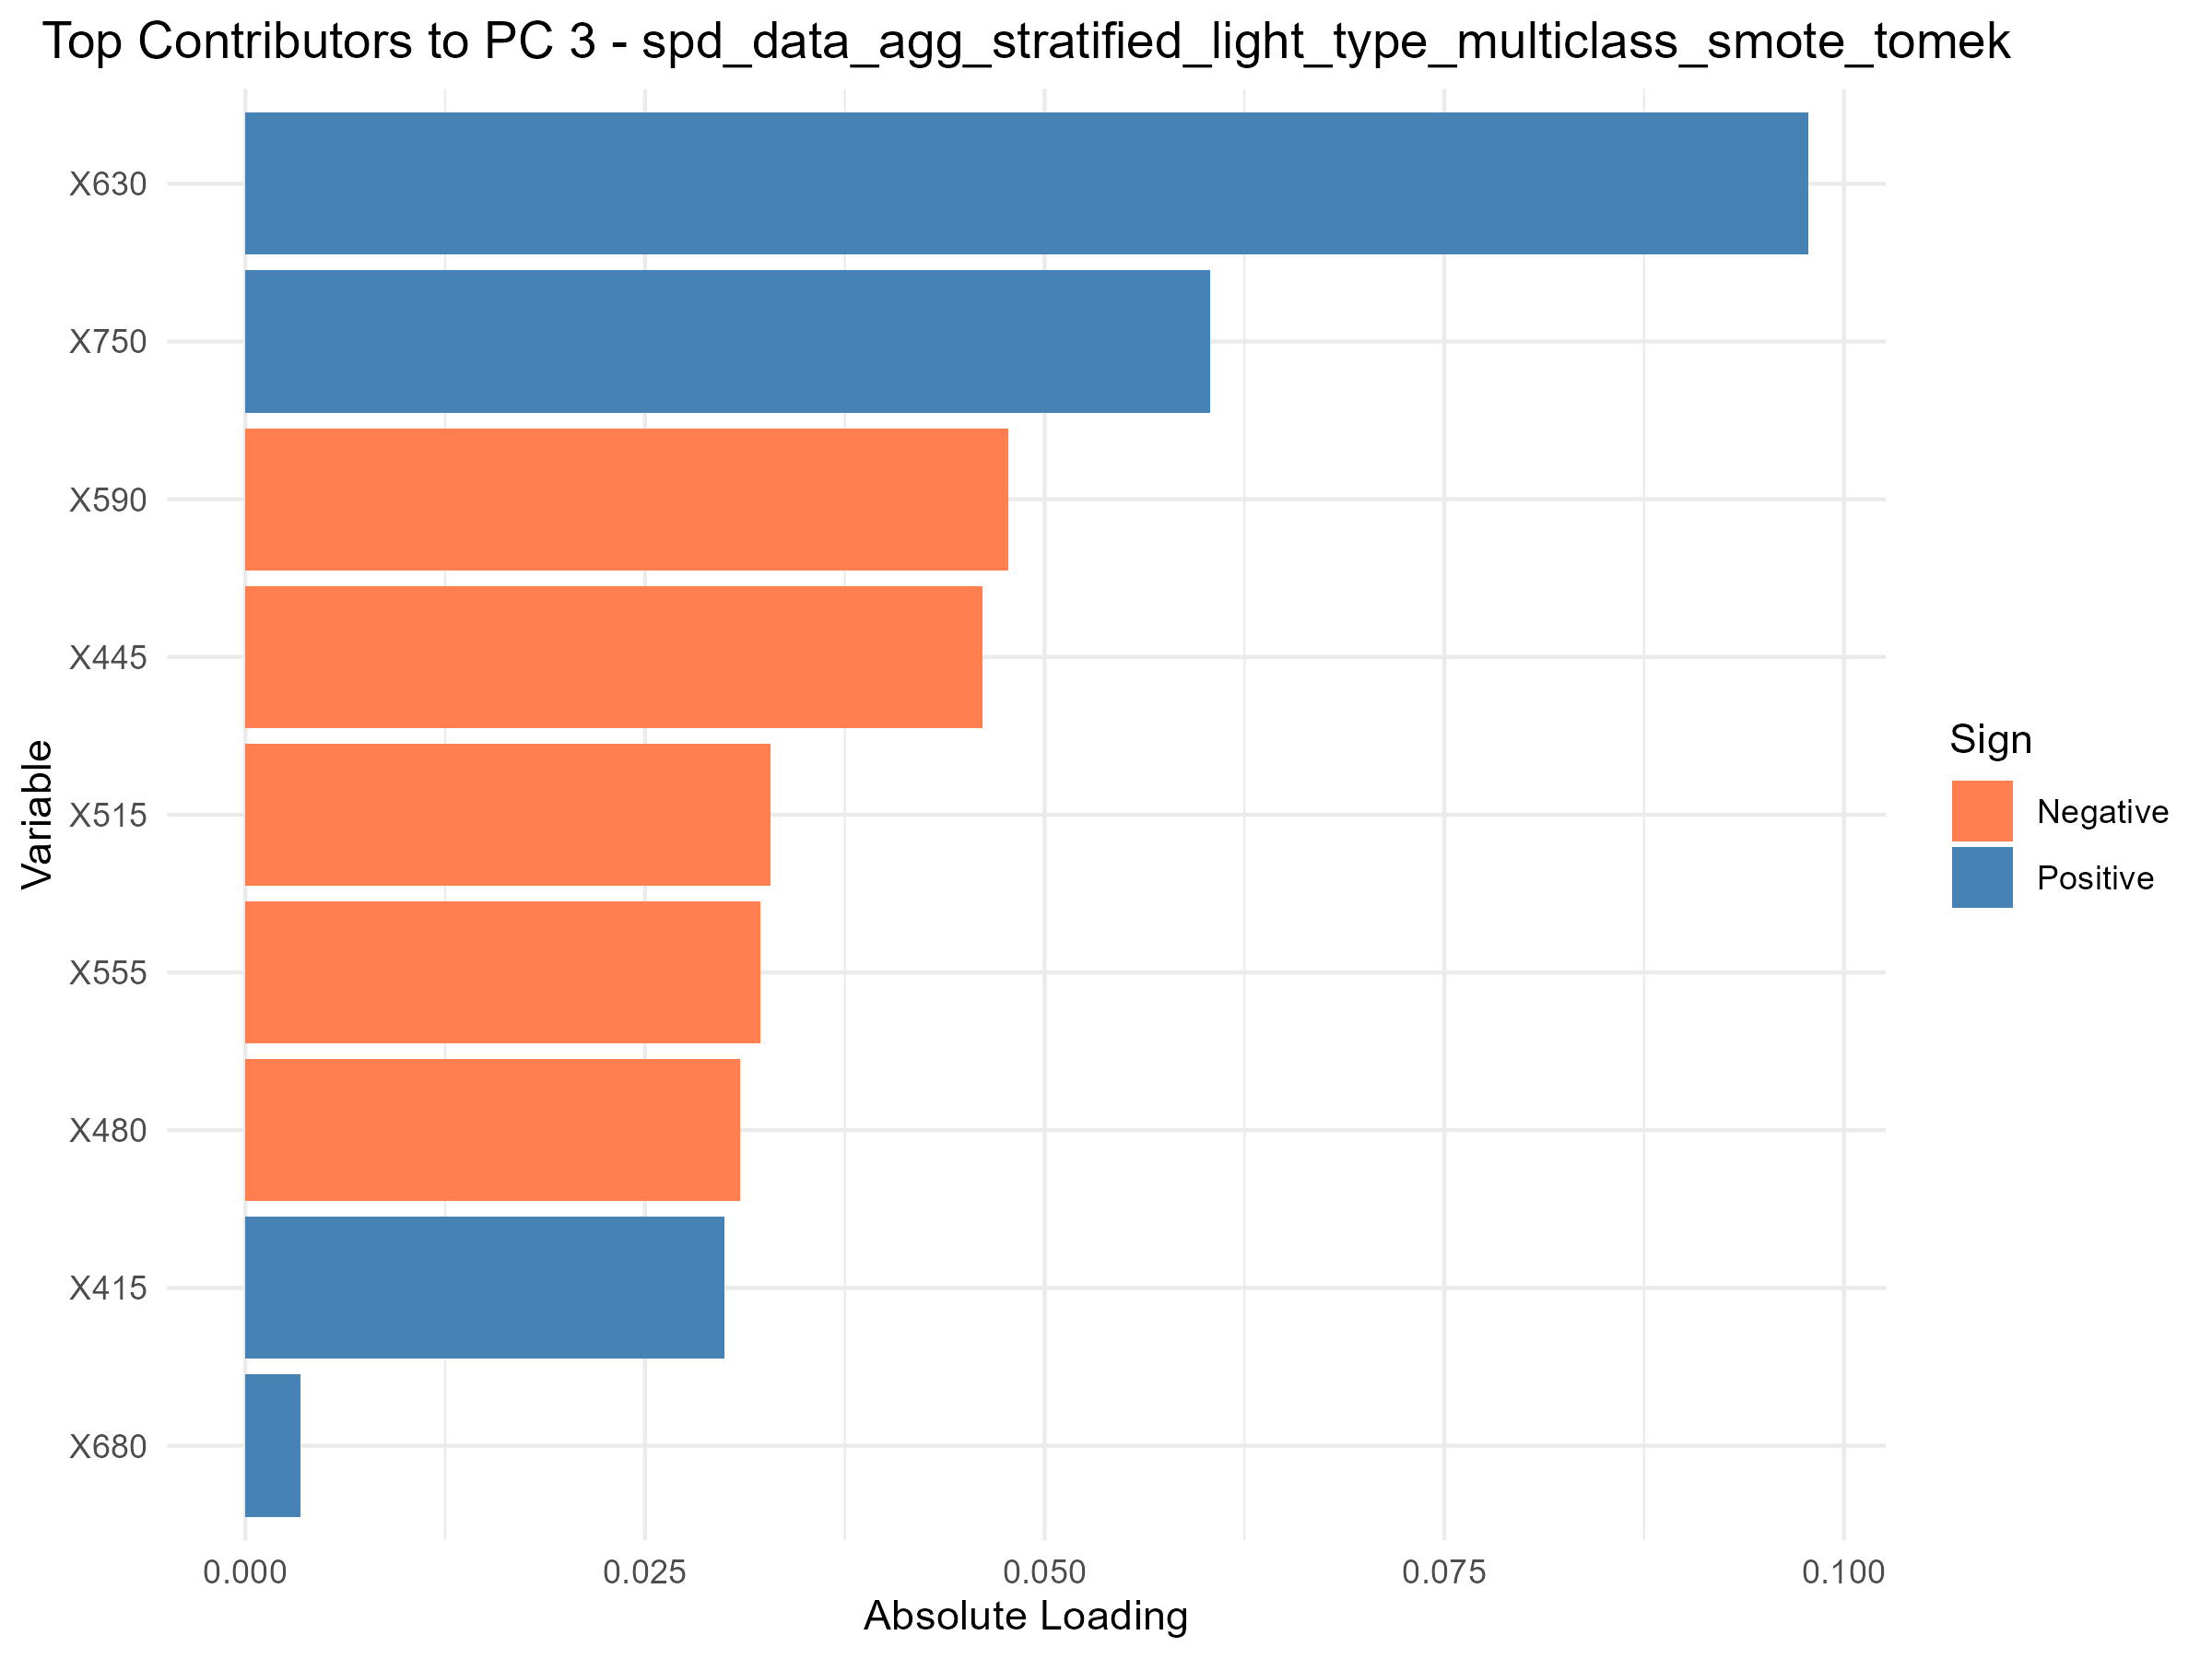 Top Contributors to PC 3 - spd_data_agg_stratified_light_type_multiclass_smote_tomek
X630
X750
X590
X445
X515
X555
X480
X415
X680
Variable
0.000 0.025 0.050 0.075 0.100
Absolute Loading
Sign
Negative
Positive